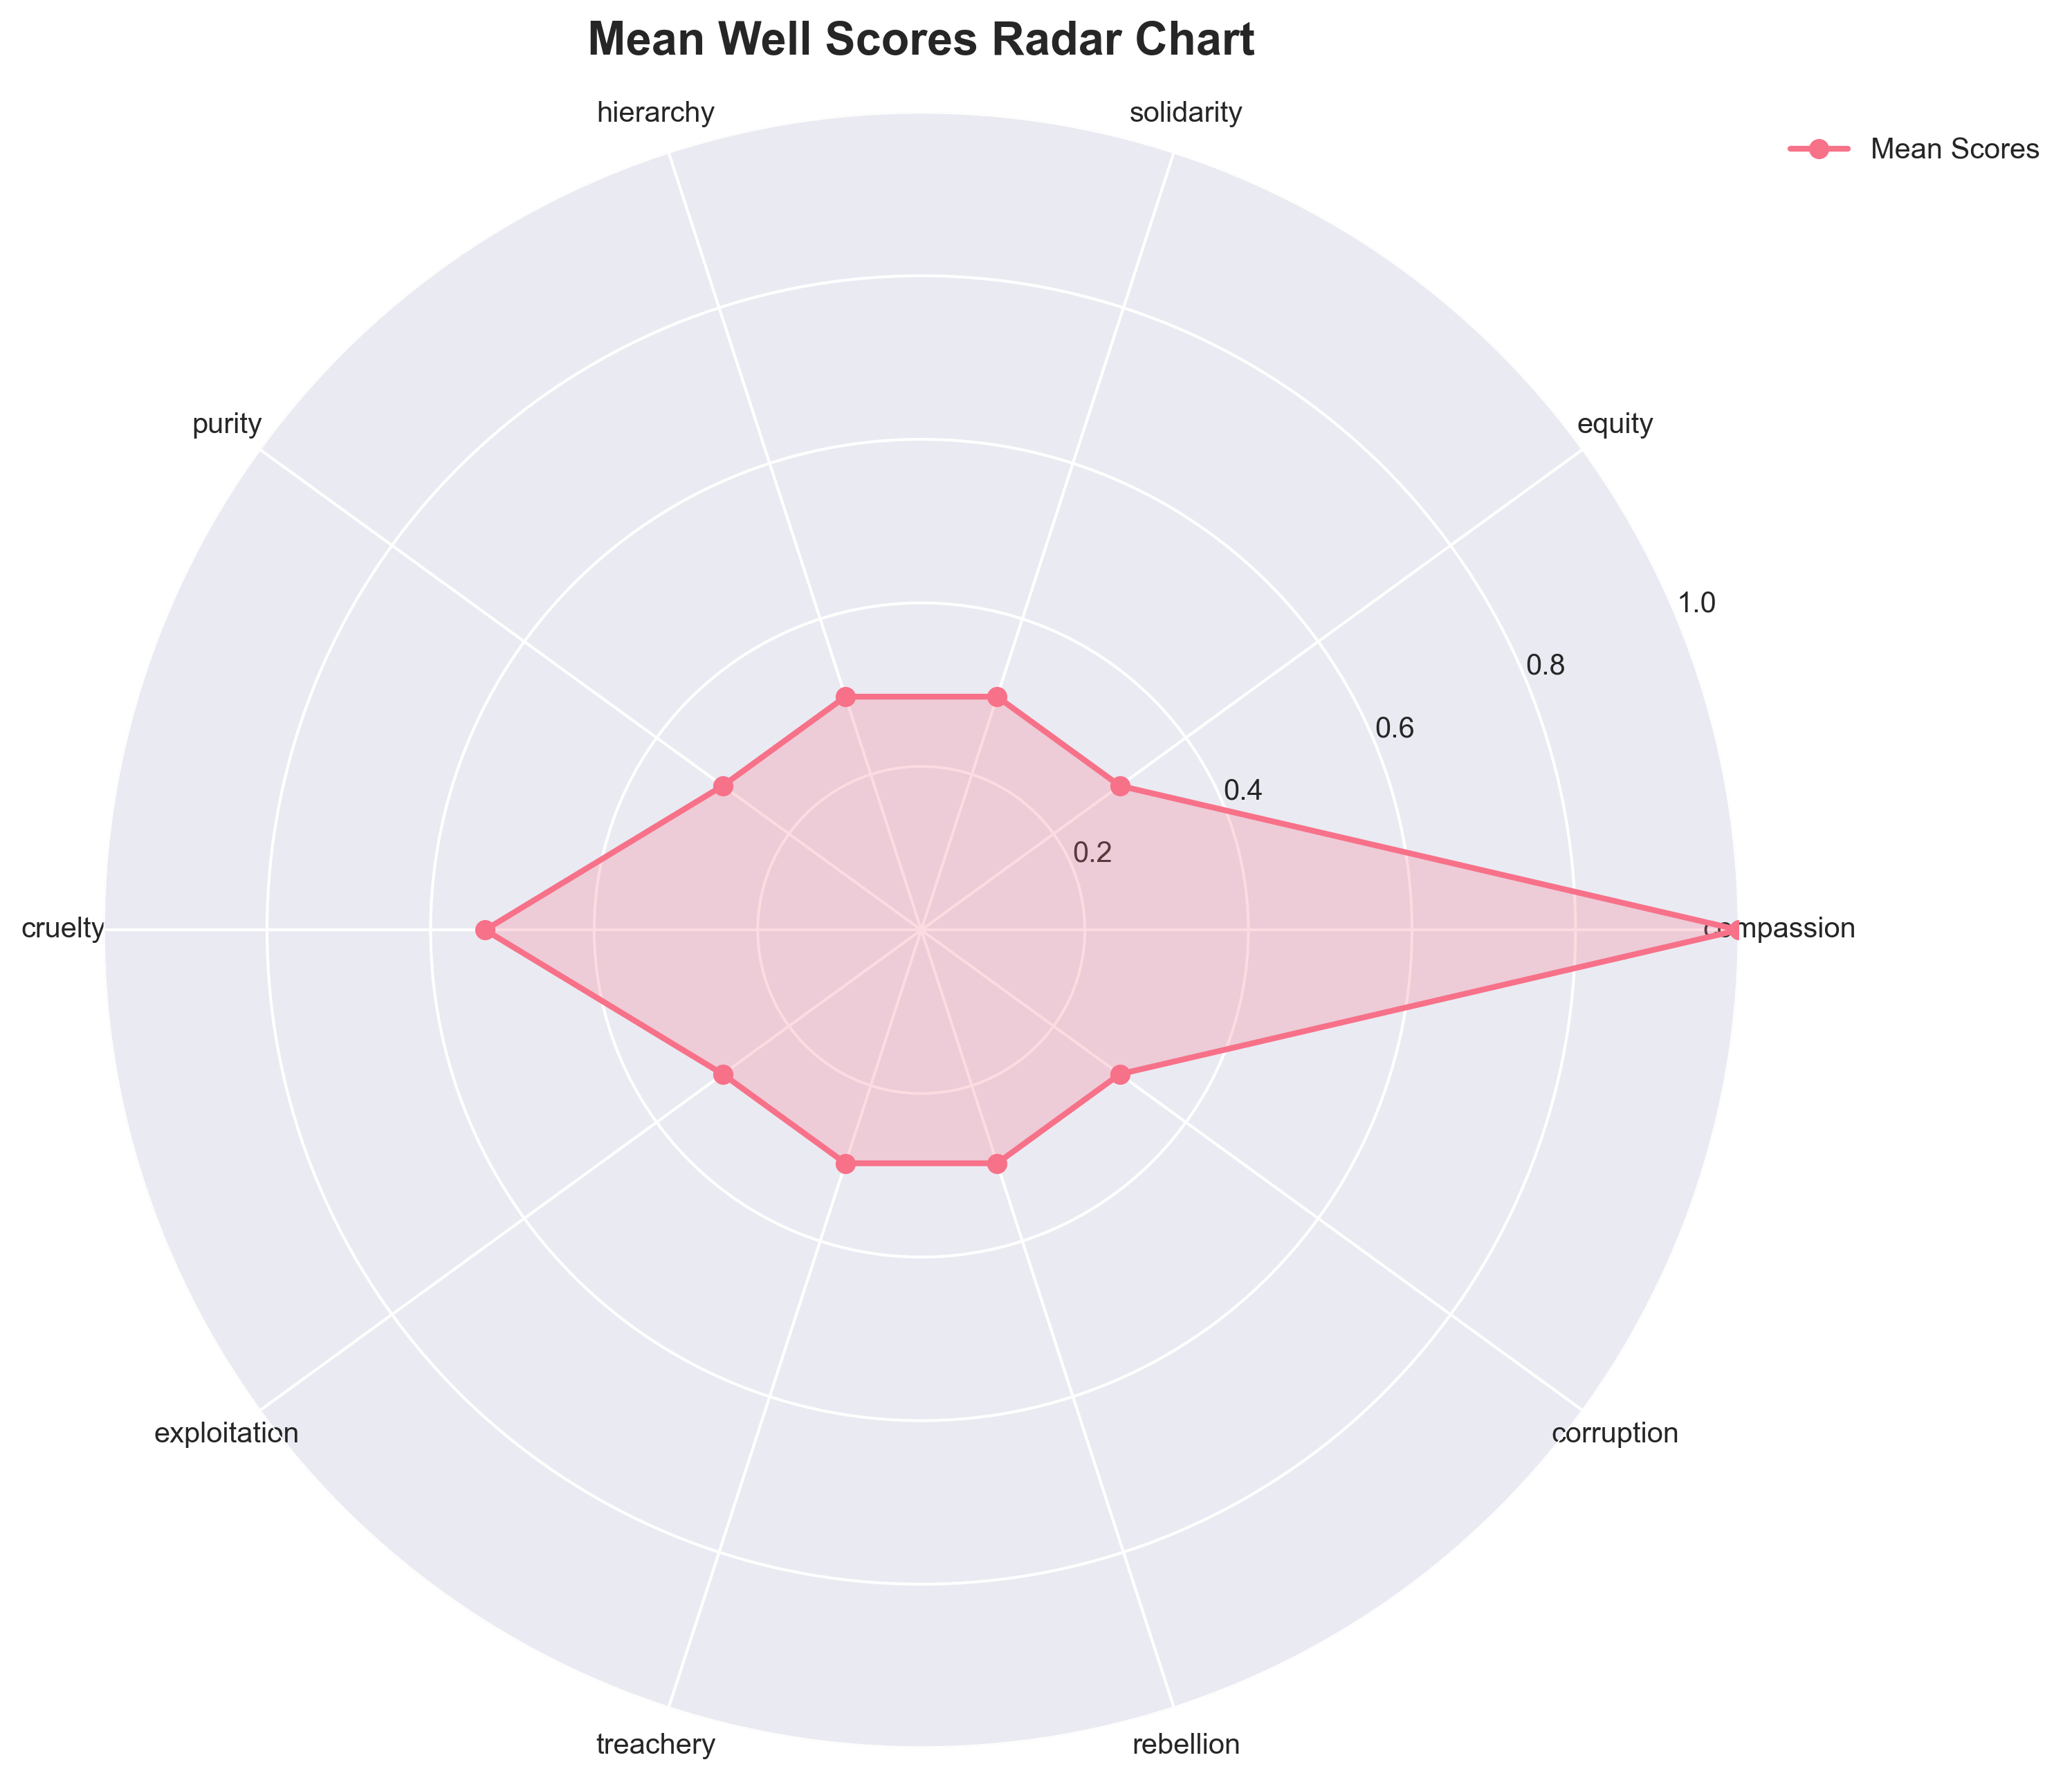 Mean Well Scores Radar Chart
hierarchy
solidarity
Mean Scores
purity
equity
1.0
0.8
0.6
0.4
0.2
cruelty
compassion
exploitation
corruption
treachery
rebellion